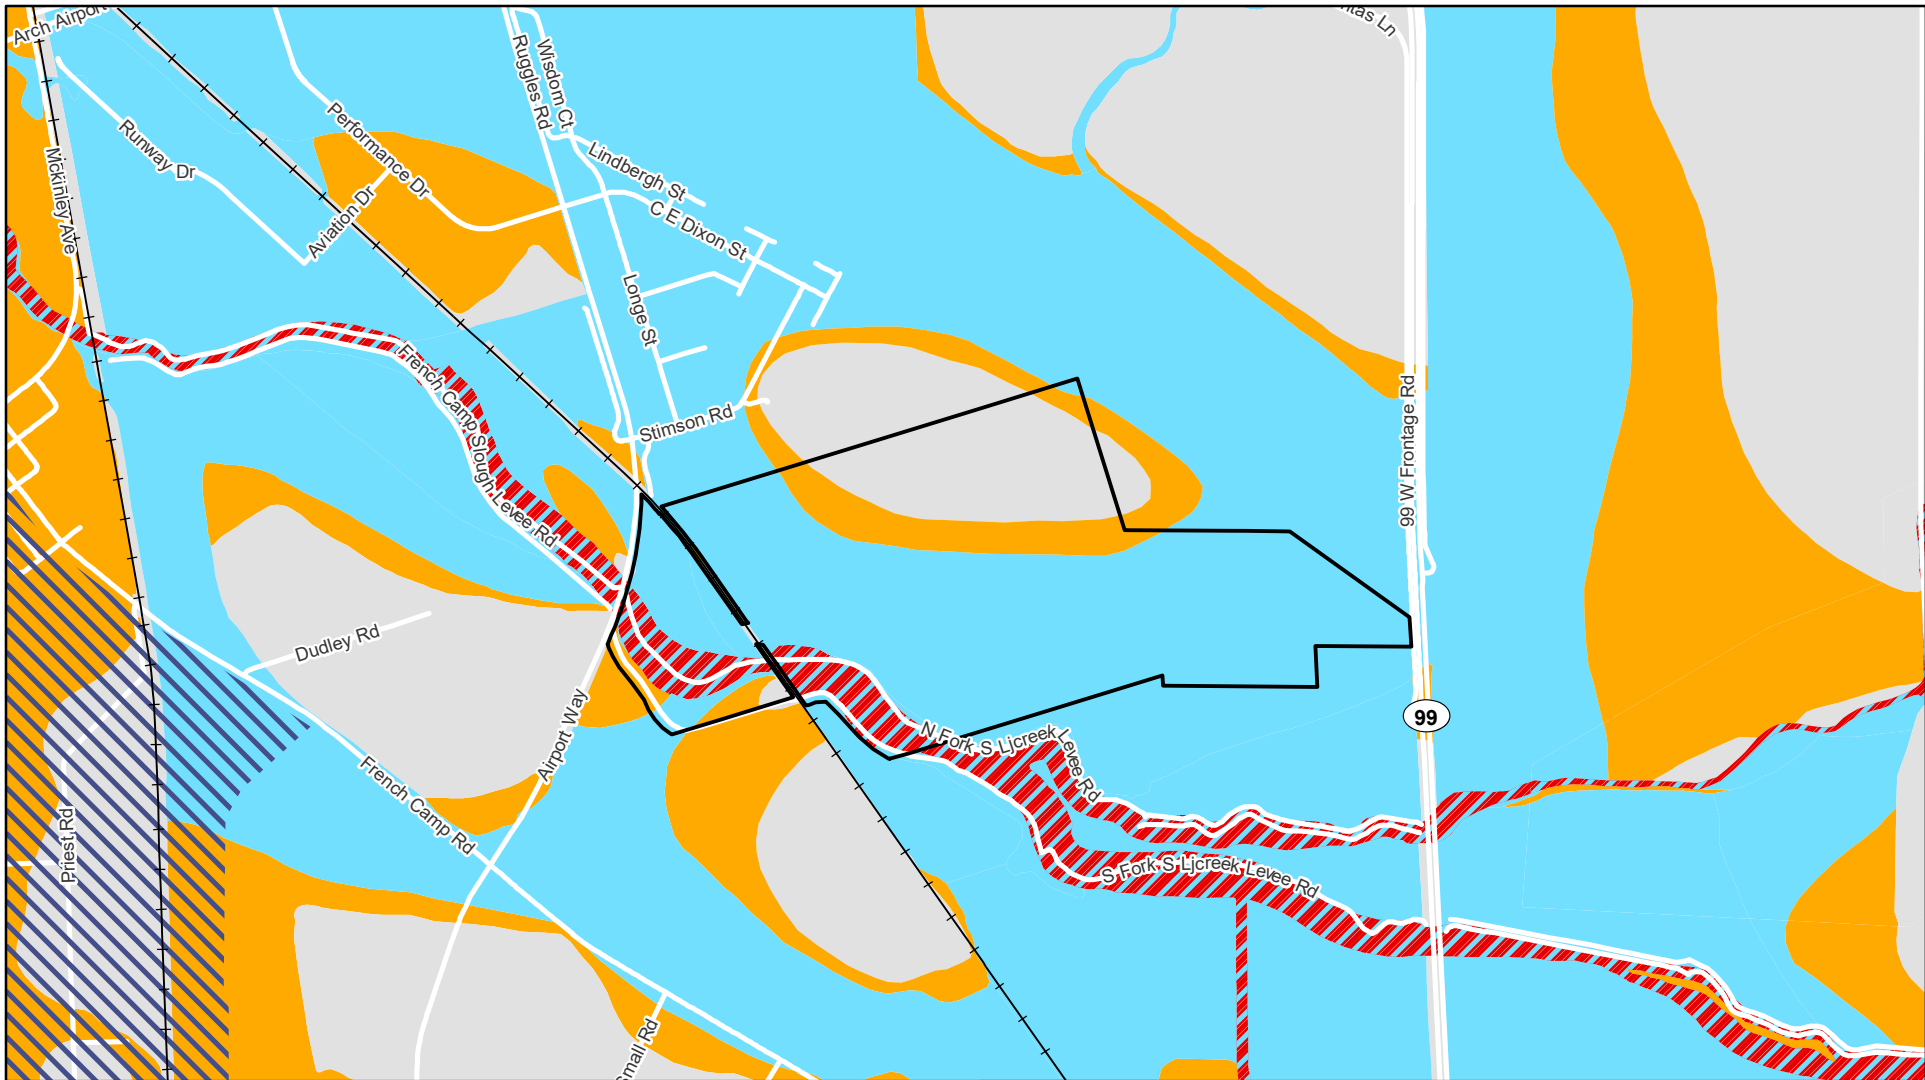 Arch Airport
Runway Dr
Mckinley Ave
Performance Dr
Aviation Dr
Ruggles Rd
Wisdom Ct
Lindbergh St
C E Dixon St
Longe St
Stimson Rd
French Camp Slough Levee Rd
Dudley Rd
Airport Way
French Camp Rd
Priest Rd
Small Rd
N Fork S Ljcreek Levee Rd
S Fork S Ljcreek Levee Rd
99 W Frontage Rd
99
Ln